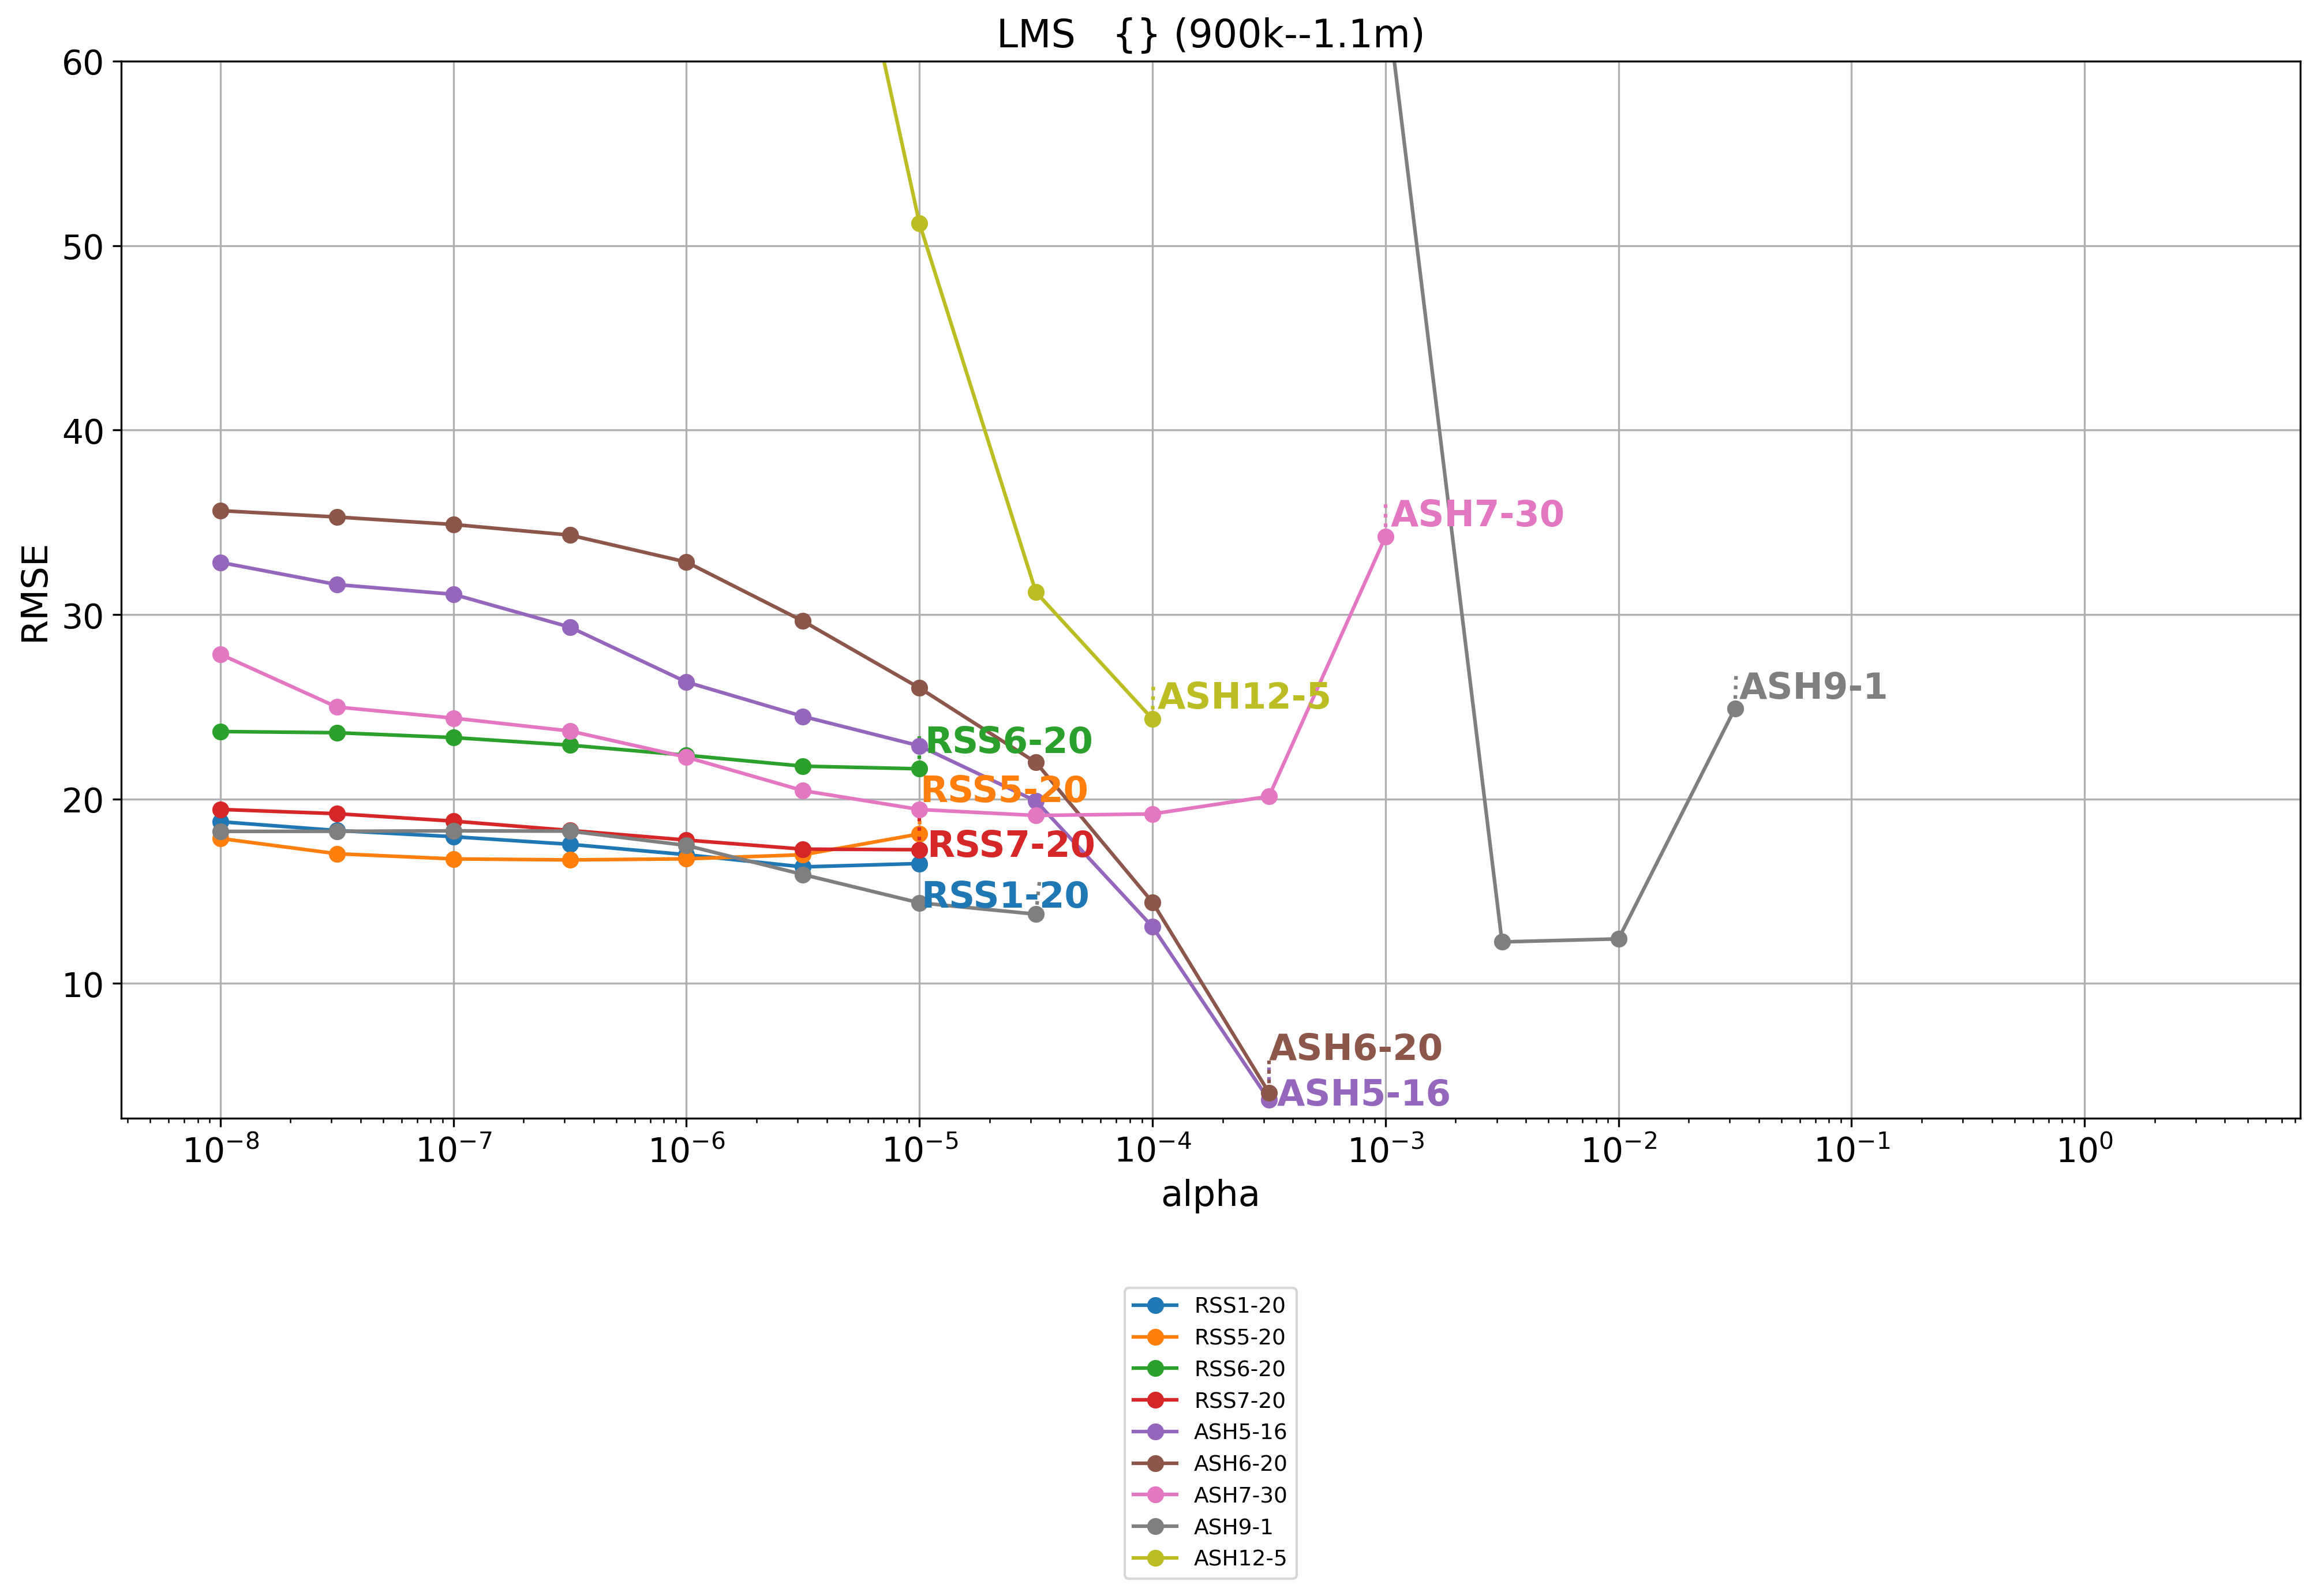 LMS {} (900k--1.1m)
60
50
40
30
20
10
RMSE
ASH7-30
ASH9-1
ASH12-5
RSS6-20
RSS5-20
RSS7-20
RSS1-20
ASH6-20
ASH5-16
10⁻⁸ 10⁻⁷ 10⁻⁶ 10⁻⁵ 10⁻⁴ 10⁻³ 10⁻² 10⁻¹ 10⁰
alpha
RSS1-20
RSS5-20
RSS6-20
RSS7-20
ASH5-16
ASH6-20
ASH7-30
ASH9-1
ASH12-5